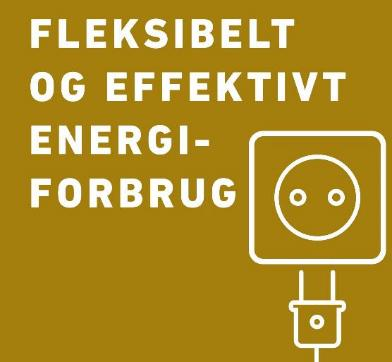 FLEKSIBELT
OG EFFEKTIVT
ENERGI-
FORBRUG